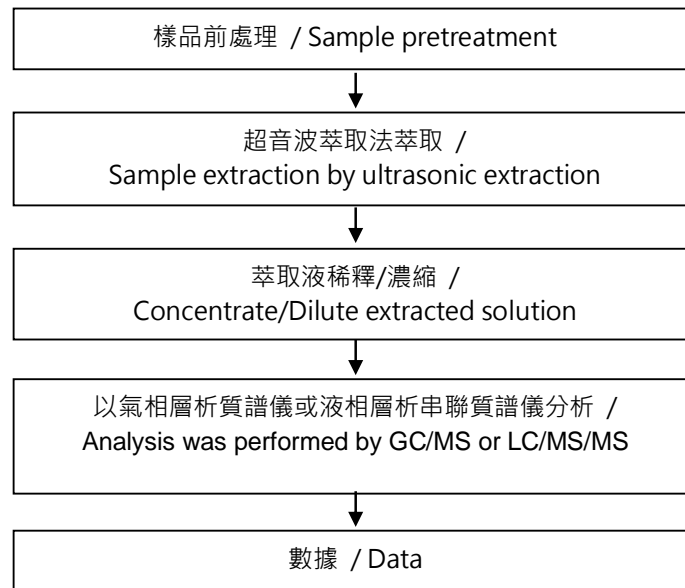 樣品前處理 / Sample pretreatment
超音波萃取法萃取 /
Sample extraction by ultrasonic extraction
萃取液稀釋/濃縮 /
Concentrate/Dilute extracted solution
以氣相層析質譜儀或液相層析串聯質譜儀分析 /
Analysis was performed by GC/MS or LC/MS/MS
數據 / Data